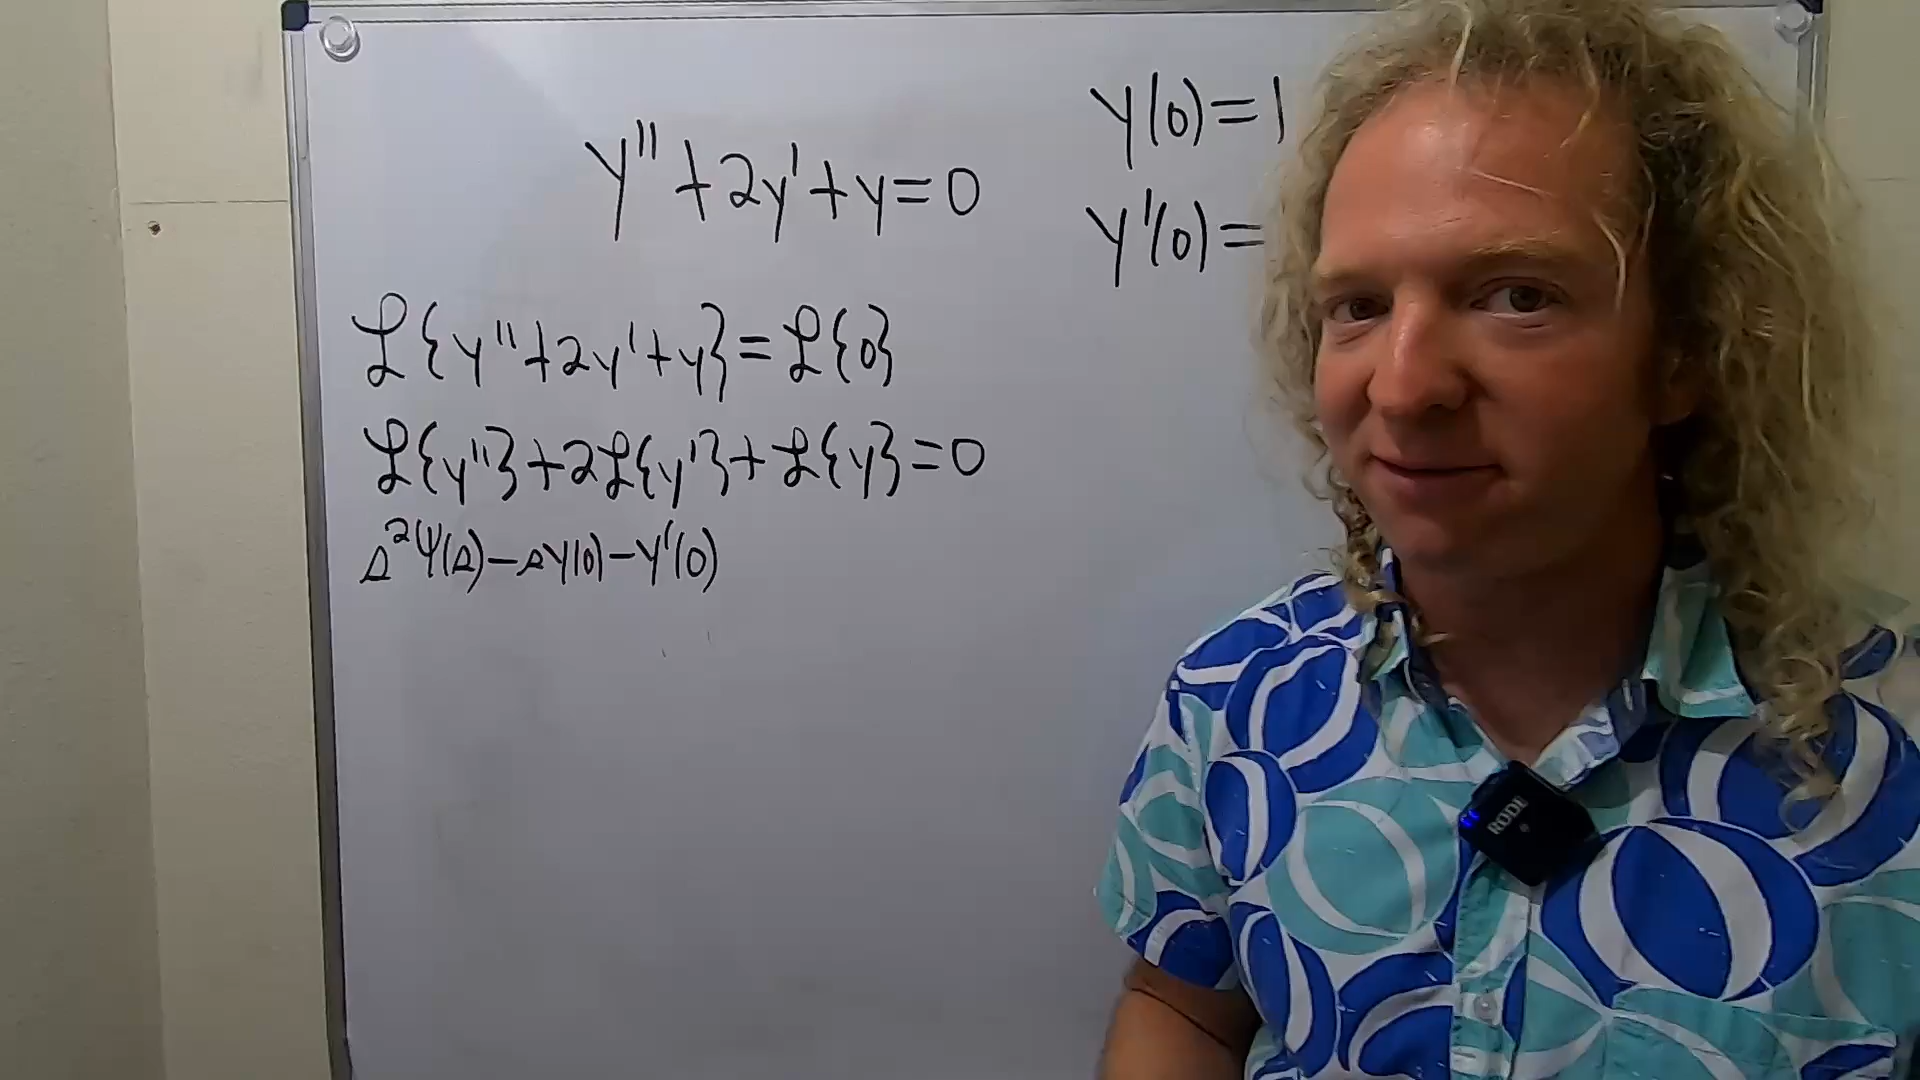 y'' + 2y' + y = 0
y(0) = 1
y'(0) =
ℒ{y'' + 2y' + y} = ℒ{0}
ℒ{y''} + 2ℒ{y'} + ℒ{y} = 0
s²Y(s) - sy(0) - y'(0)
RODE